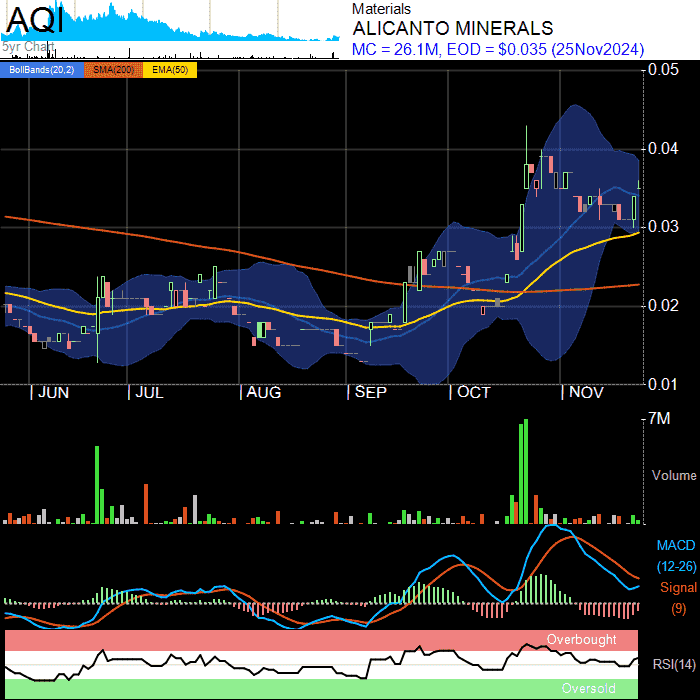 AQI
5yr Chart
Materials
ALICANTO MINERALS
MC = 26.1M, EOD = $0.035 (25Nov2024)
BollBands(20,2) SMA(200) EMA(50)
0.05
0.04
0.03
0.02
0.01
JUN JUL AUG SEP OCT NOV
7M
Volume
MACD
(12-26)
Signal
(9)
Overbought
RSI(14)
Oversold